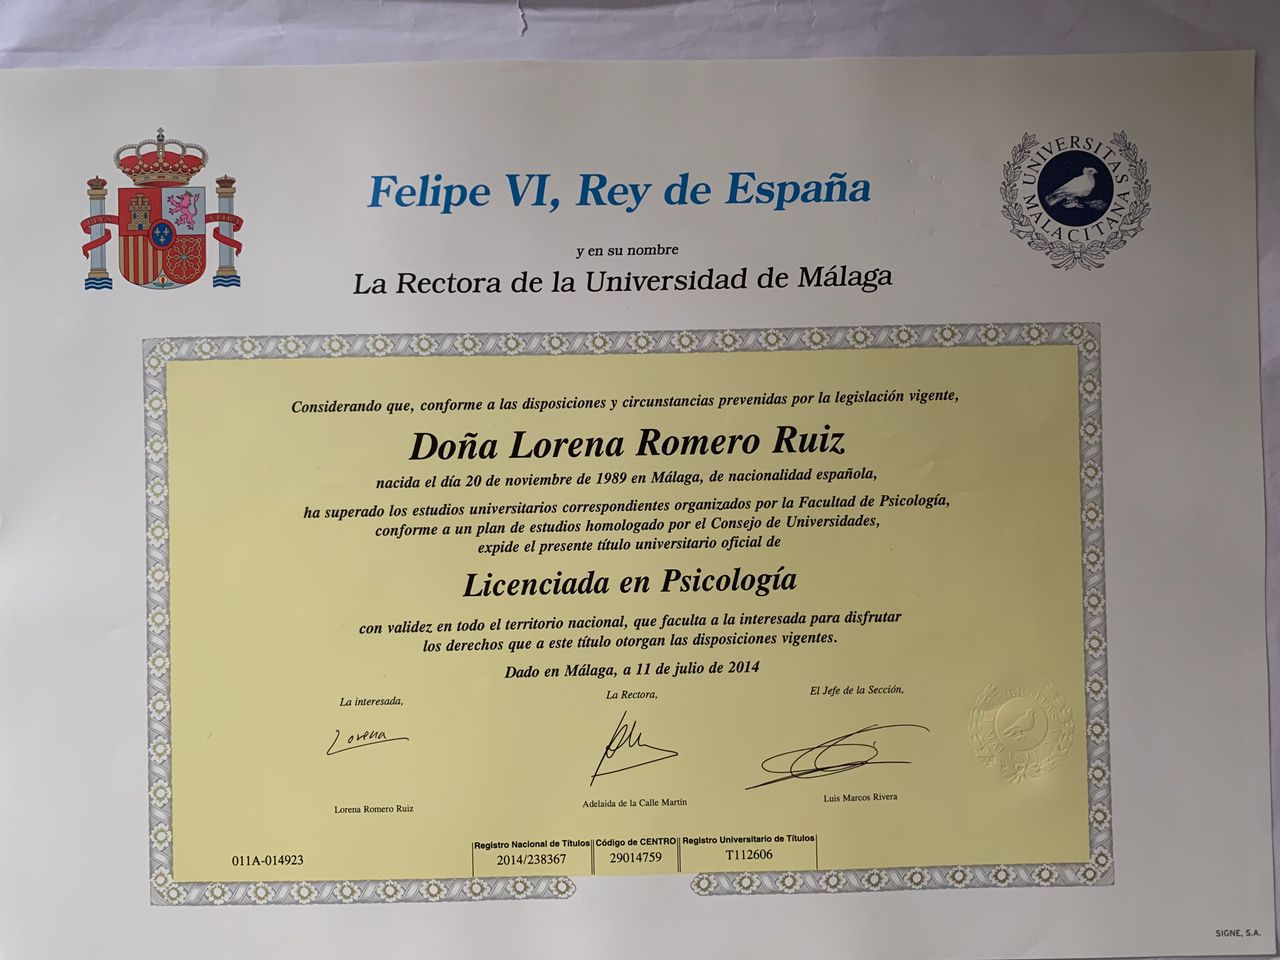 PLVS VLTRA
UNIVERSITAS MALACITANA
Felipe VI, Rey de España
y en su nombre
La Rectora de la Universidad de Málaga
Considerando que, conforme a las disposiciones y circunstancias prevenidas por la legislación vigente,
Doña Lorena Romero Ruiz
nacida el día 20 de noviembre de 1989 en Málaga, de nacionalidad española,
ha superado los estudios universitarios correspondientes organizados por la Facultad de Psicología,
conforme a un plan de estudios homologado por el Consejo de Universidades,
expide el presente título universitario oficial de
Licenciada en Psicología
con validez en todo el territorio nacional, que faculta a la interesada para disfrutar
los derechos que a este título otorgan las disposiciones vigentes.
Dado en Málaga, a 11 de julio de 2014
La interesada, La Rectora, El Jefe de la Sección,
Lorena
Lorena Romero Ruiz Adelaida de la Calle Martín Luis Marcos Rivera
Registro Nacional de Títulos Código de CENTRO Registro Universitario de Títulos
011A-014923 2014/238367 29014759 T112606
SIGNE, S.A.